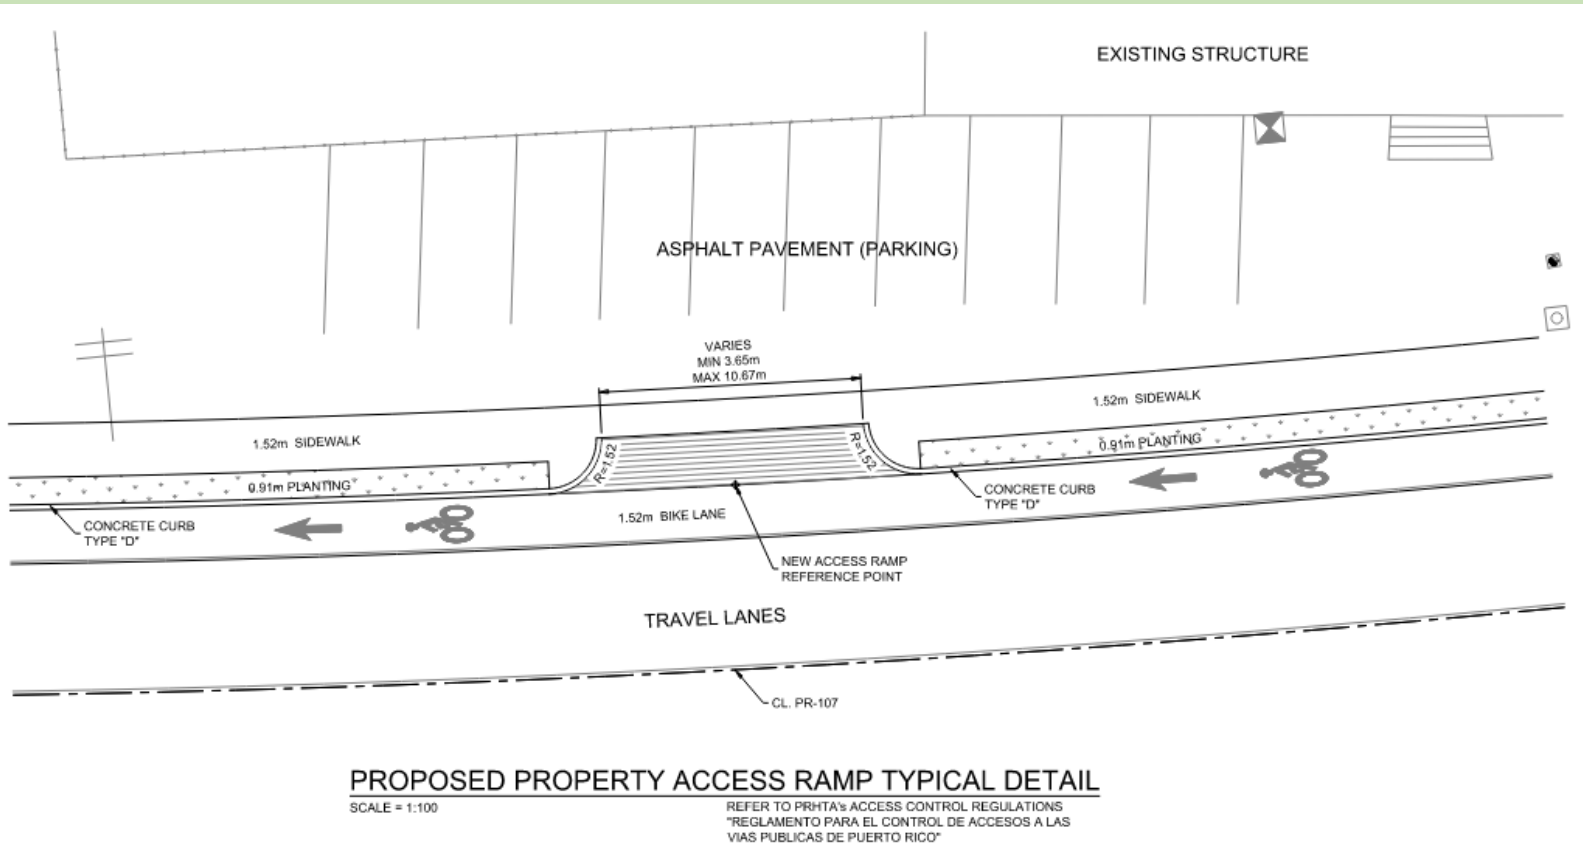 EXISTING STRUCTURE
ASPHALT PAVEMENT (PARKING)
VARIES
MIN 3.65m
MAX 10.67m
1.52m SIDEWALK
1.52m SIDEWALK
R=1.52
R=1.52
0.91m PLANTING
0.91m PLANTING
CONCRETE CURB
TYPE "D"
CONCRETE CURB
TYPE "D"
1.52m BIKE LANE
NEW ACCESS RAMP
REFERENCE POINT
TRAVEL LANES
CL. PR-107
PROPOSED PROPERTY ACCESS RAMP TYPICAL DETAIL
SCALE = 1:100
REFER TO PRHTA's ACCESS CONTROL REGULATIONS
"REGLAMENTO PARA EL CONTROL DE ACCESOS A LAS
VIAS PUBLICAS DE PUERTO RICO"